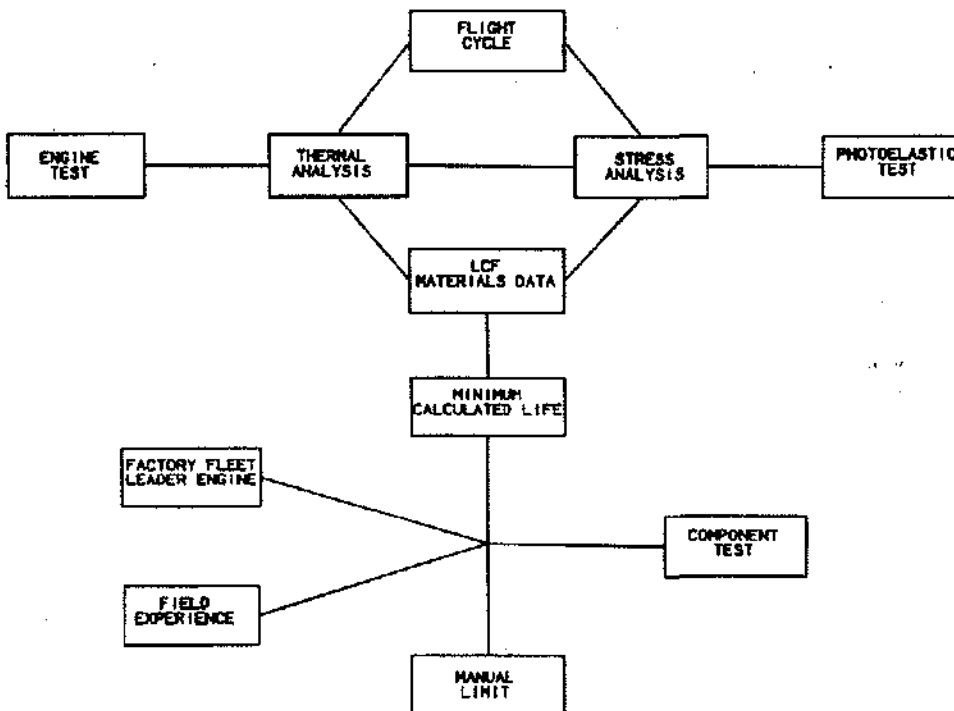 FLIGHT
CYCLE
ENGINE
TEST
THERMAL
ANALYSIS
STRESS
ANALYSIS
PHOTOELASTIC
TEST
LCF
MATERIALS DATA
MINIMUM
CALCULATED LIFE
FACTORY FLEET
LEADER ENGINE
COMPONENT
TEST
FIELD
EXPERIENCE
MANUAL
LIMIT